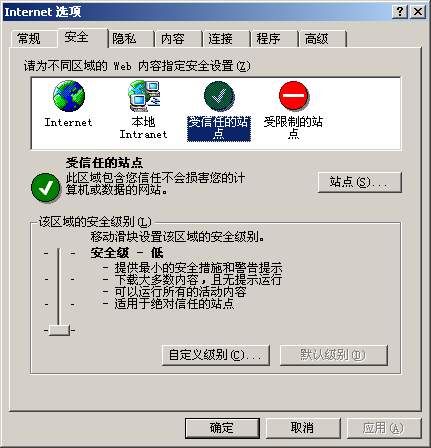 Internet 选项
常规 安全 隐私 内容 连接 程序 高级
请为不同区域的 Web 内容指定安全设置(Z)
Internet
本地
Intranet
受信任的站
点
受限制的站
点
受信任的站点
此区域包含您信任不会损害您的计
算机或数据的网站。
站点(S)...
该区域的安全级别(L)
移动滑块设置该区域的安全级别。
安全级 - 低
- 提供最小的安全措施和警告提示
- 下载大多数内容，且无提示运行
- 可以运行所有的活动内容
- 适用于绝对信任的站点
自定义级别(C)...
默认级别(D)
确定
取消
应用(A)